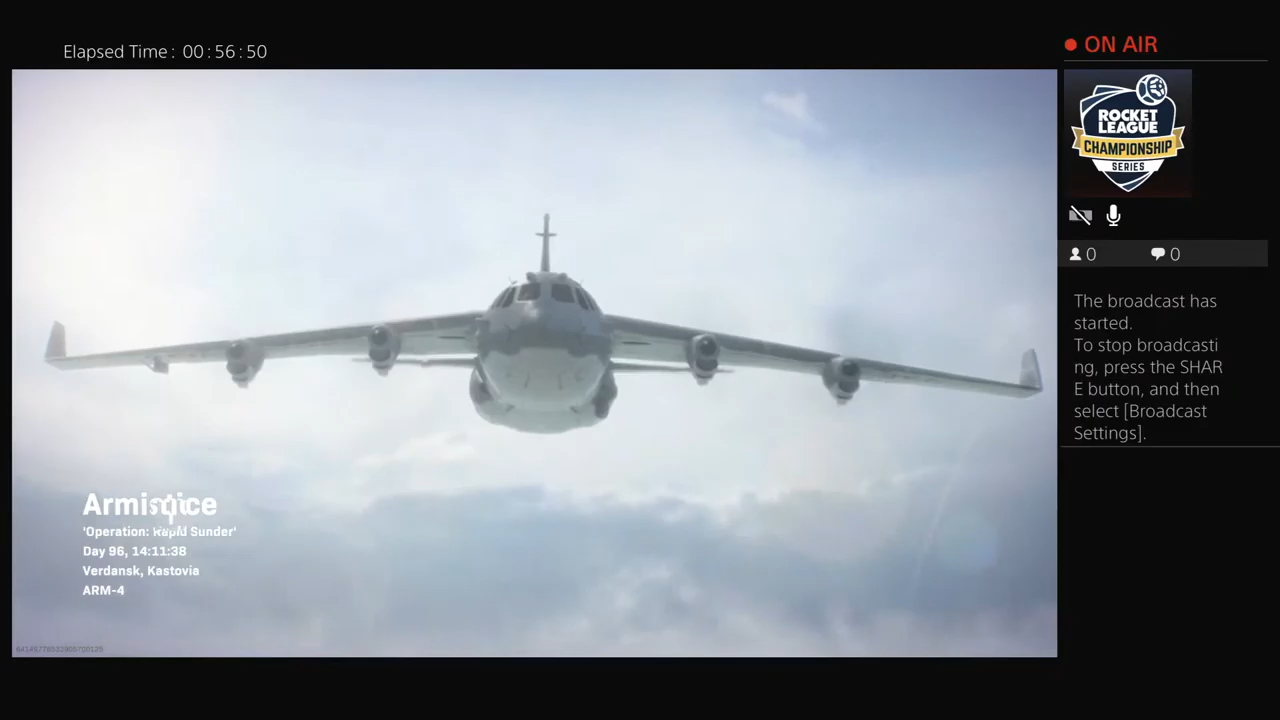 Elapsed Time: 00:56:50
ON AIR
ROCKET
LEAGUE
CHAMPIONSHIP
SERIES
0 0
The broadcast has
started.
To stop broadcasti
ng, press the SHAR
E button, and then
select [Broadcast
Settings].
Armistice
'Operation: Rapid Sunder'
Day 96, 14:11:38
Verdansk, Kastovia
ARM-4